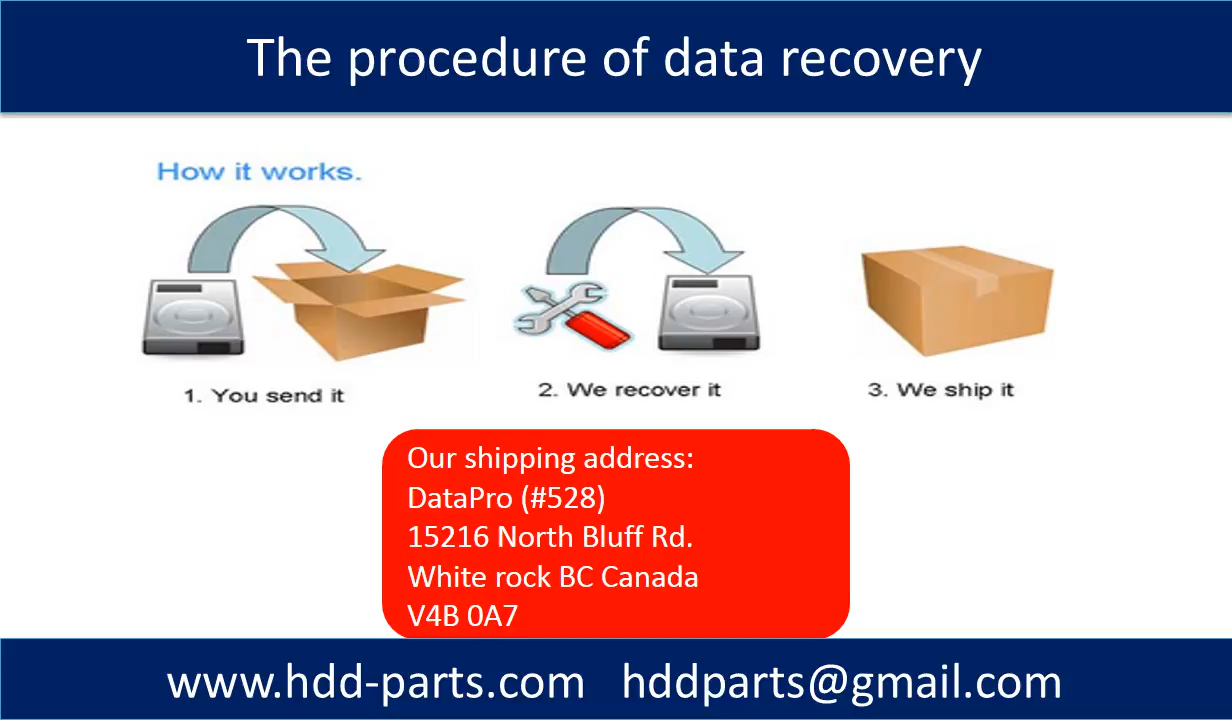 The procedure of data recovery
How it works.
1. You send it
2. We recover it
3. We ship it
Our shipping address:
DataPro (#528)
15216 North Bluff Rd.
White rock BC Canada
V4B 0A7
www.hdd-parts.com hddparts@gmail.com